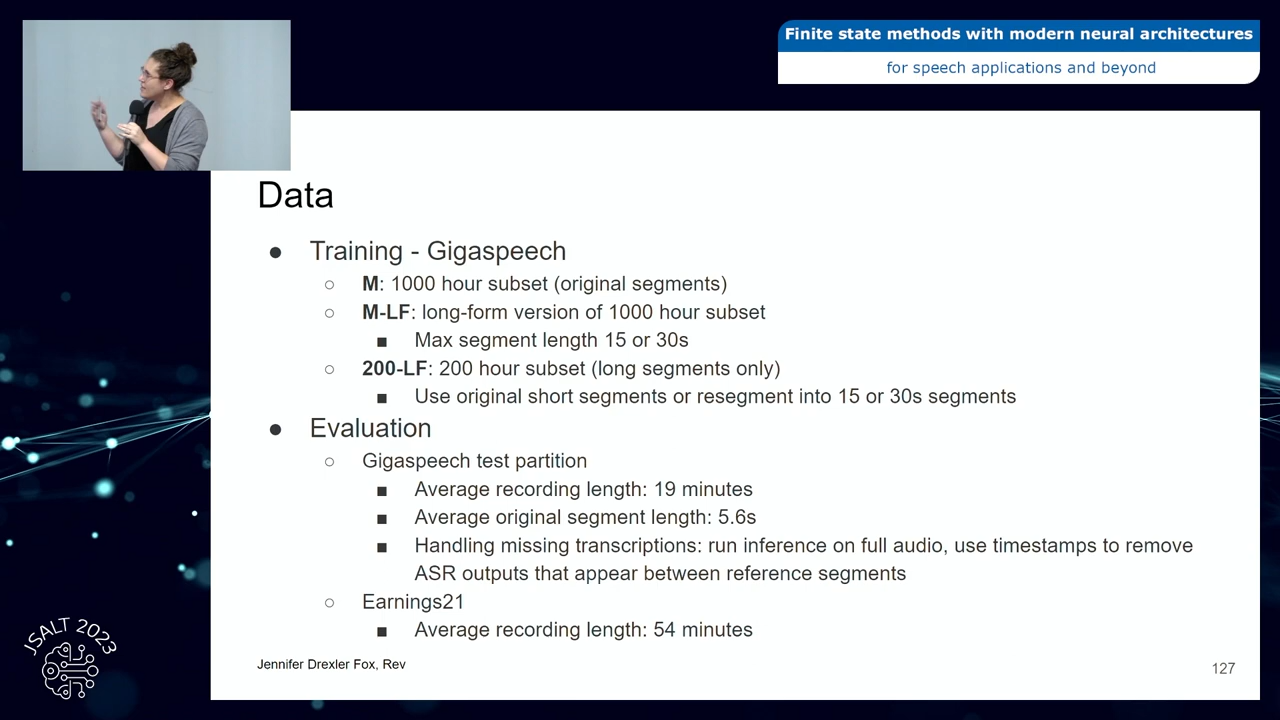 Finite state methods with modern neural architectures
for speech applications and beyond
Data
● Training - Gigaspeech
○ M: 1000 hour subset (original segments)
○ M-LF: long-form version of 1000 hour subset
■ Max segment length 15 or 30s
○ 200-LF: 200 hour subset (long segments only)
■ Use original short segments or resegment into 15 or 30s segments
● Evaluation
○ Gigaspeech test partition
■ Average recording length: 19 minutes
■ Average original segment length: 5.6s
■ Handling missing transcriptions: run inference on full audio, use timestamps to remove
ASR outputs that appear between reference segments
○ Earnings21
■ Average recording length: 54 minutes
Jennifer Drexler Fox, Rev
127
JSALT 2023